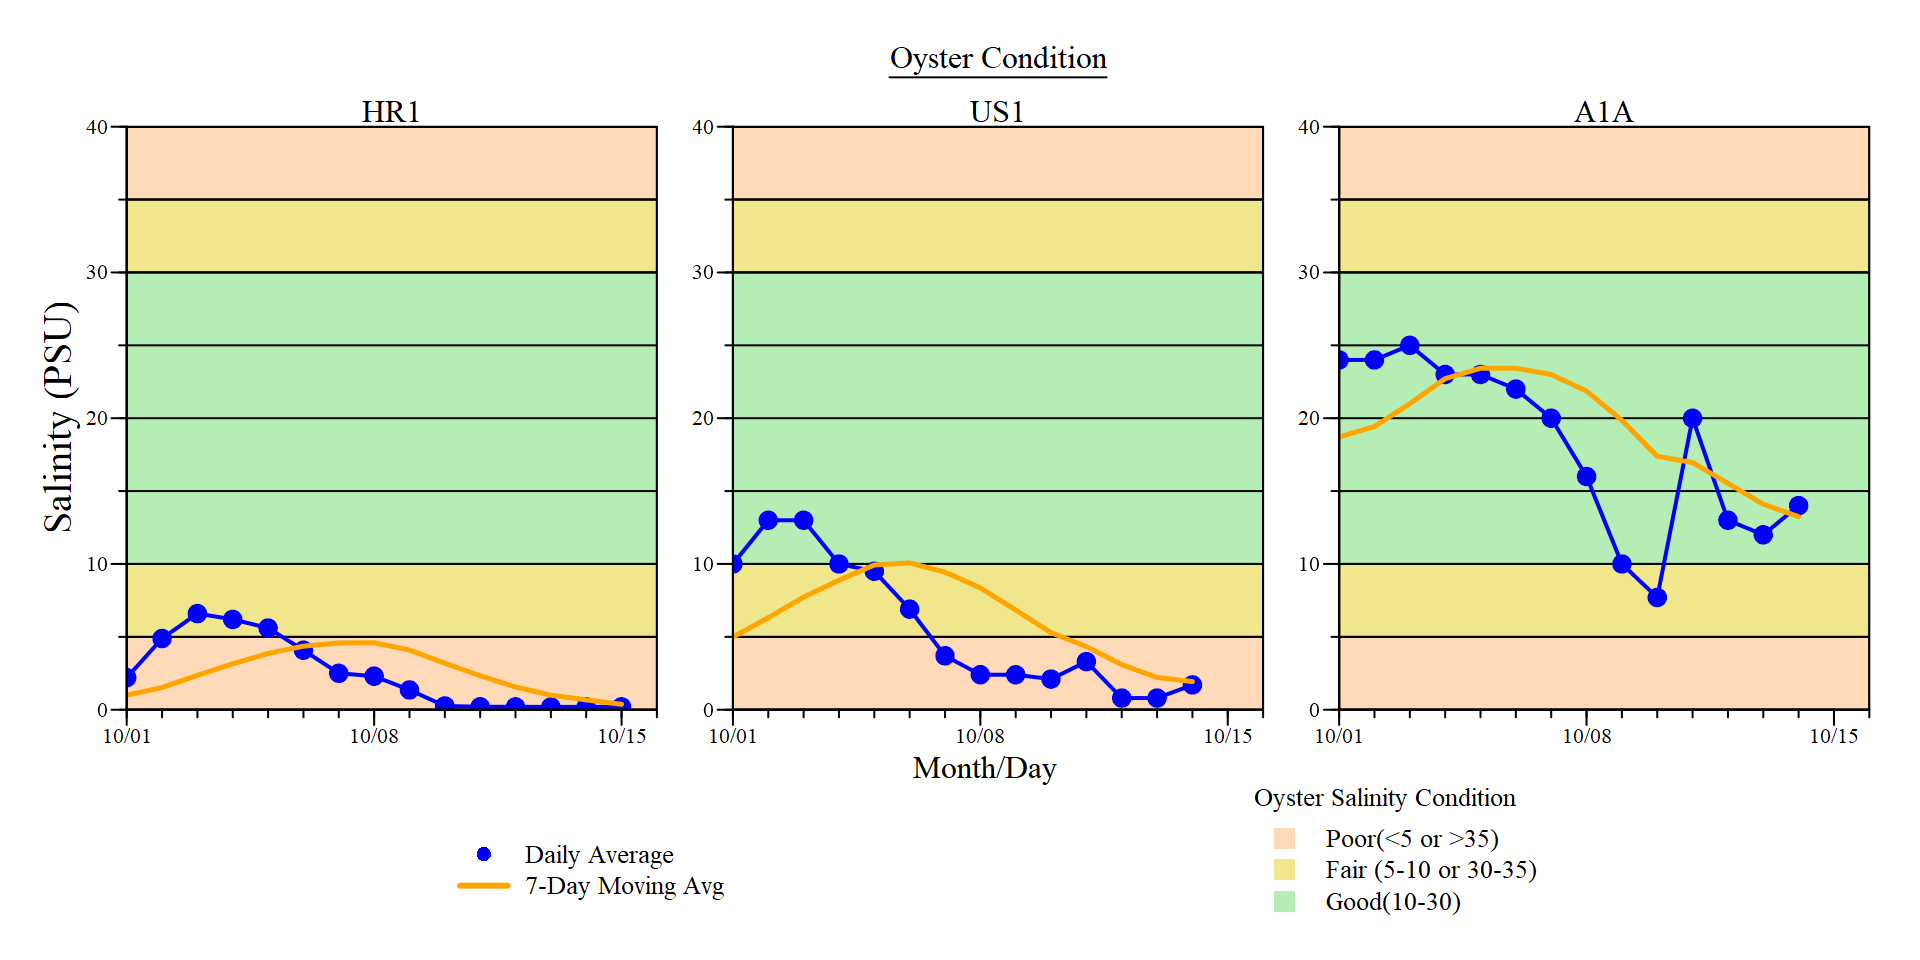 Oyster Condition
HR1
US1
A1A
Salinity (PSU)
40
30
20
10
0
10/01
10/08
10/15
40
30
20
10
0
10/01
10/08
10/15
40
30
20
10
0
10/01
10/08
10/15
Month/Day
Daily Average
7-Day Moving Avg
Oyster Salinity Condition
Poor(<5 or >35)
Fair (5-10 or 30-35)
Good(10-30)